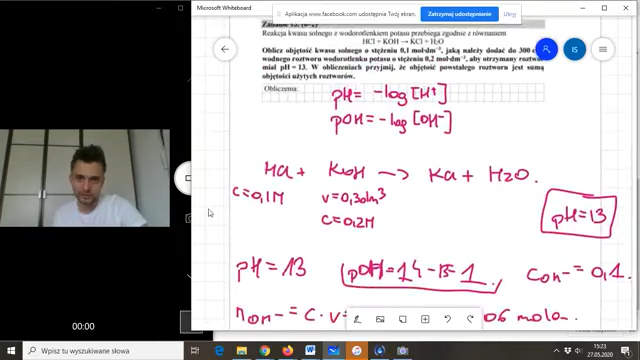 Microsoft Whiteboard
Aplikacja appear.com udostępnia Twój ekran.
Zatrzymaj udostępnianie
Ukryj
Zadanie 13. (0–2)
Reakcja kwasu solnego z wodorotlenkiem potasu przebiega zgodnie z równaniem
HCl + KOH → KCl + H₂O
Oblicz objętość kwasu solnego o stężeniu 0,1 mol·dm⁻³, jaką należy dodać do 300
wodnego roztworu wodorotlenku potasu o stężeniu 0,2 mol·dm⁻³, aby otrzymany
miał pH = 13. W obliczeniach przyjmij, że objętość powstałego roztworu jest sumą
objętości użytych roztworów.
IS
Obliczenia:
pH = -log[H⁺]
pOH = -log[OH⁻]
HCl + KOH → KCl + H2O.
c=0,1M
v=0,3dm³
c=0,2M
pH=13
pH=13
pOH=14-13=1
cOH⁻=0,1.
nOH⁻= c·v=
06 mola.
00:00
Wpisz tu wyszukiwane słowa
15:23
27.05.2020